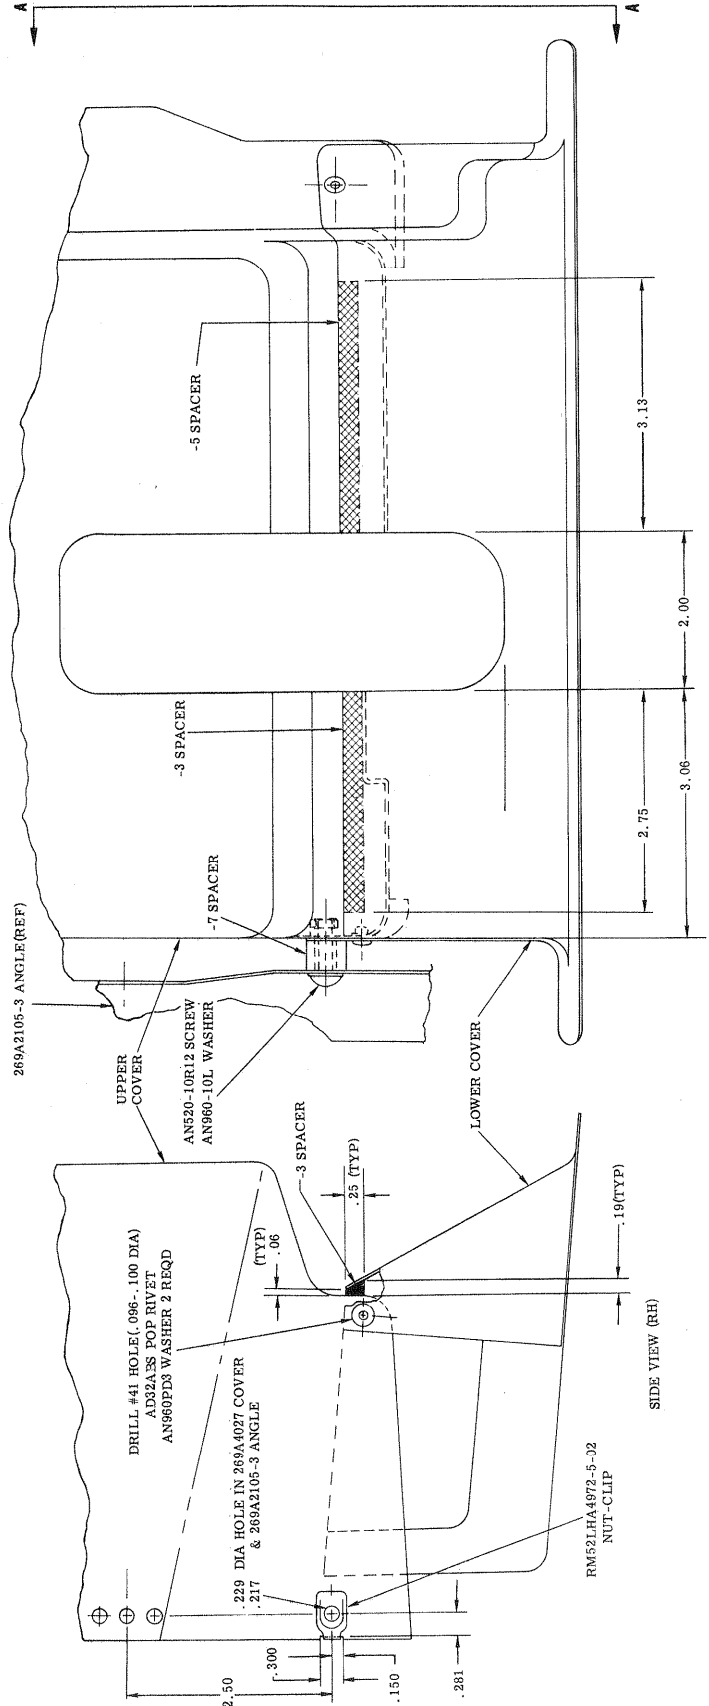 A
A
269A2105-3 ANGLE(REF)
UPPER
COVER
AN520-10R12 SCREW
AN960-10L WASHER
-7 SPACER
-3 SPACER
-5 SPACER
3.13
2.00
2.75
3.06
LOWER COVER
DRILL #41 HOLE(.096-.100 DIA)
AD32ABS POP RIVET
AN960PD3 WASHER 2 REQD
(TYP)
.06
-3 SPACER
.25 (TYP)
.19(TYP)
.229 DIA HOLE IN 269A4027 COVER
.217 & 269A2105-3 ANGLE
2.50
.300
.150
.281
RM52LHA4972-5-02
NUT-CLIP
SIDE VIEW (RH)